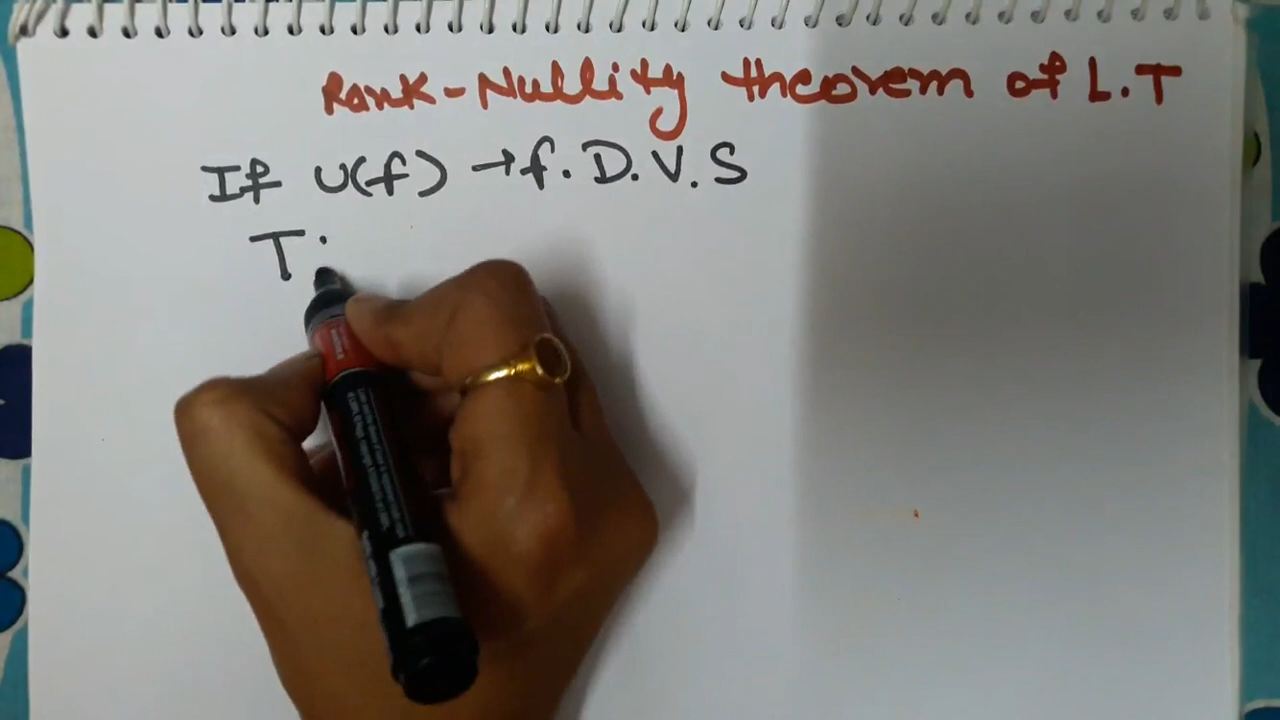 Rank-Nullity theorem of L.T
If U(f) → f.D.V.S
T: